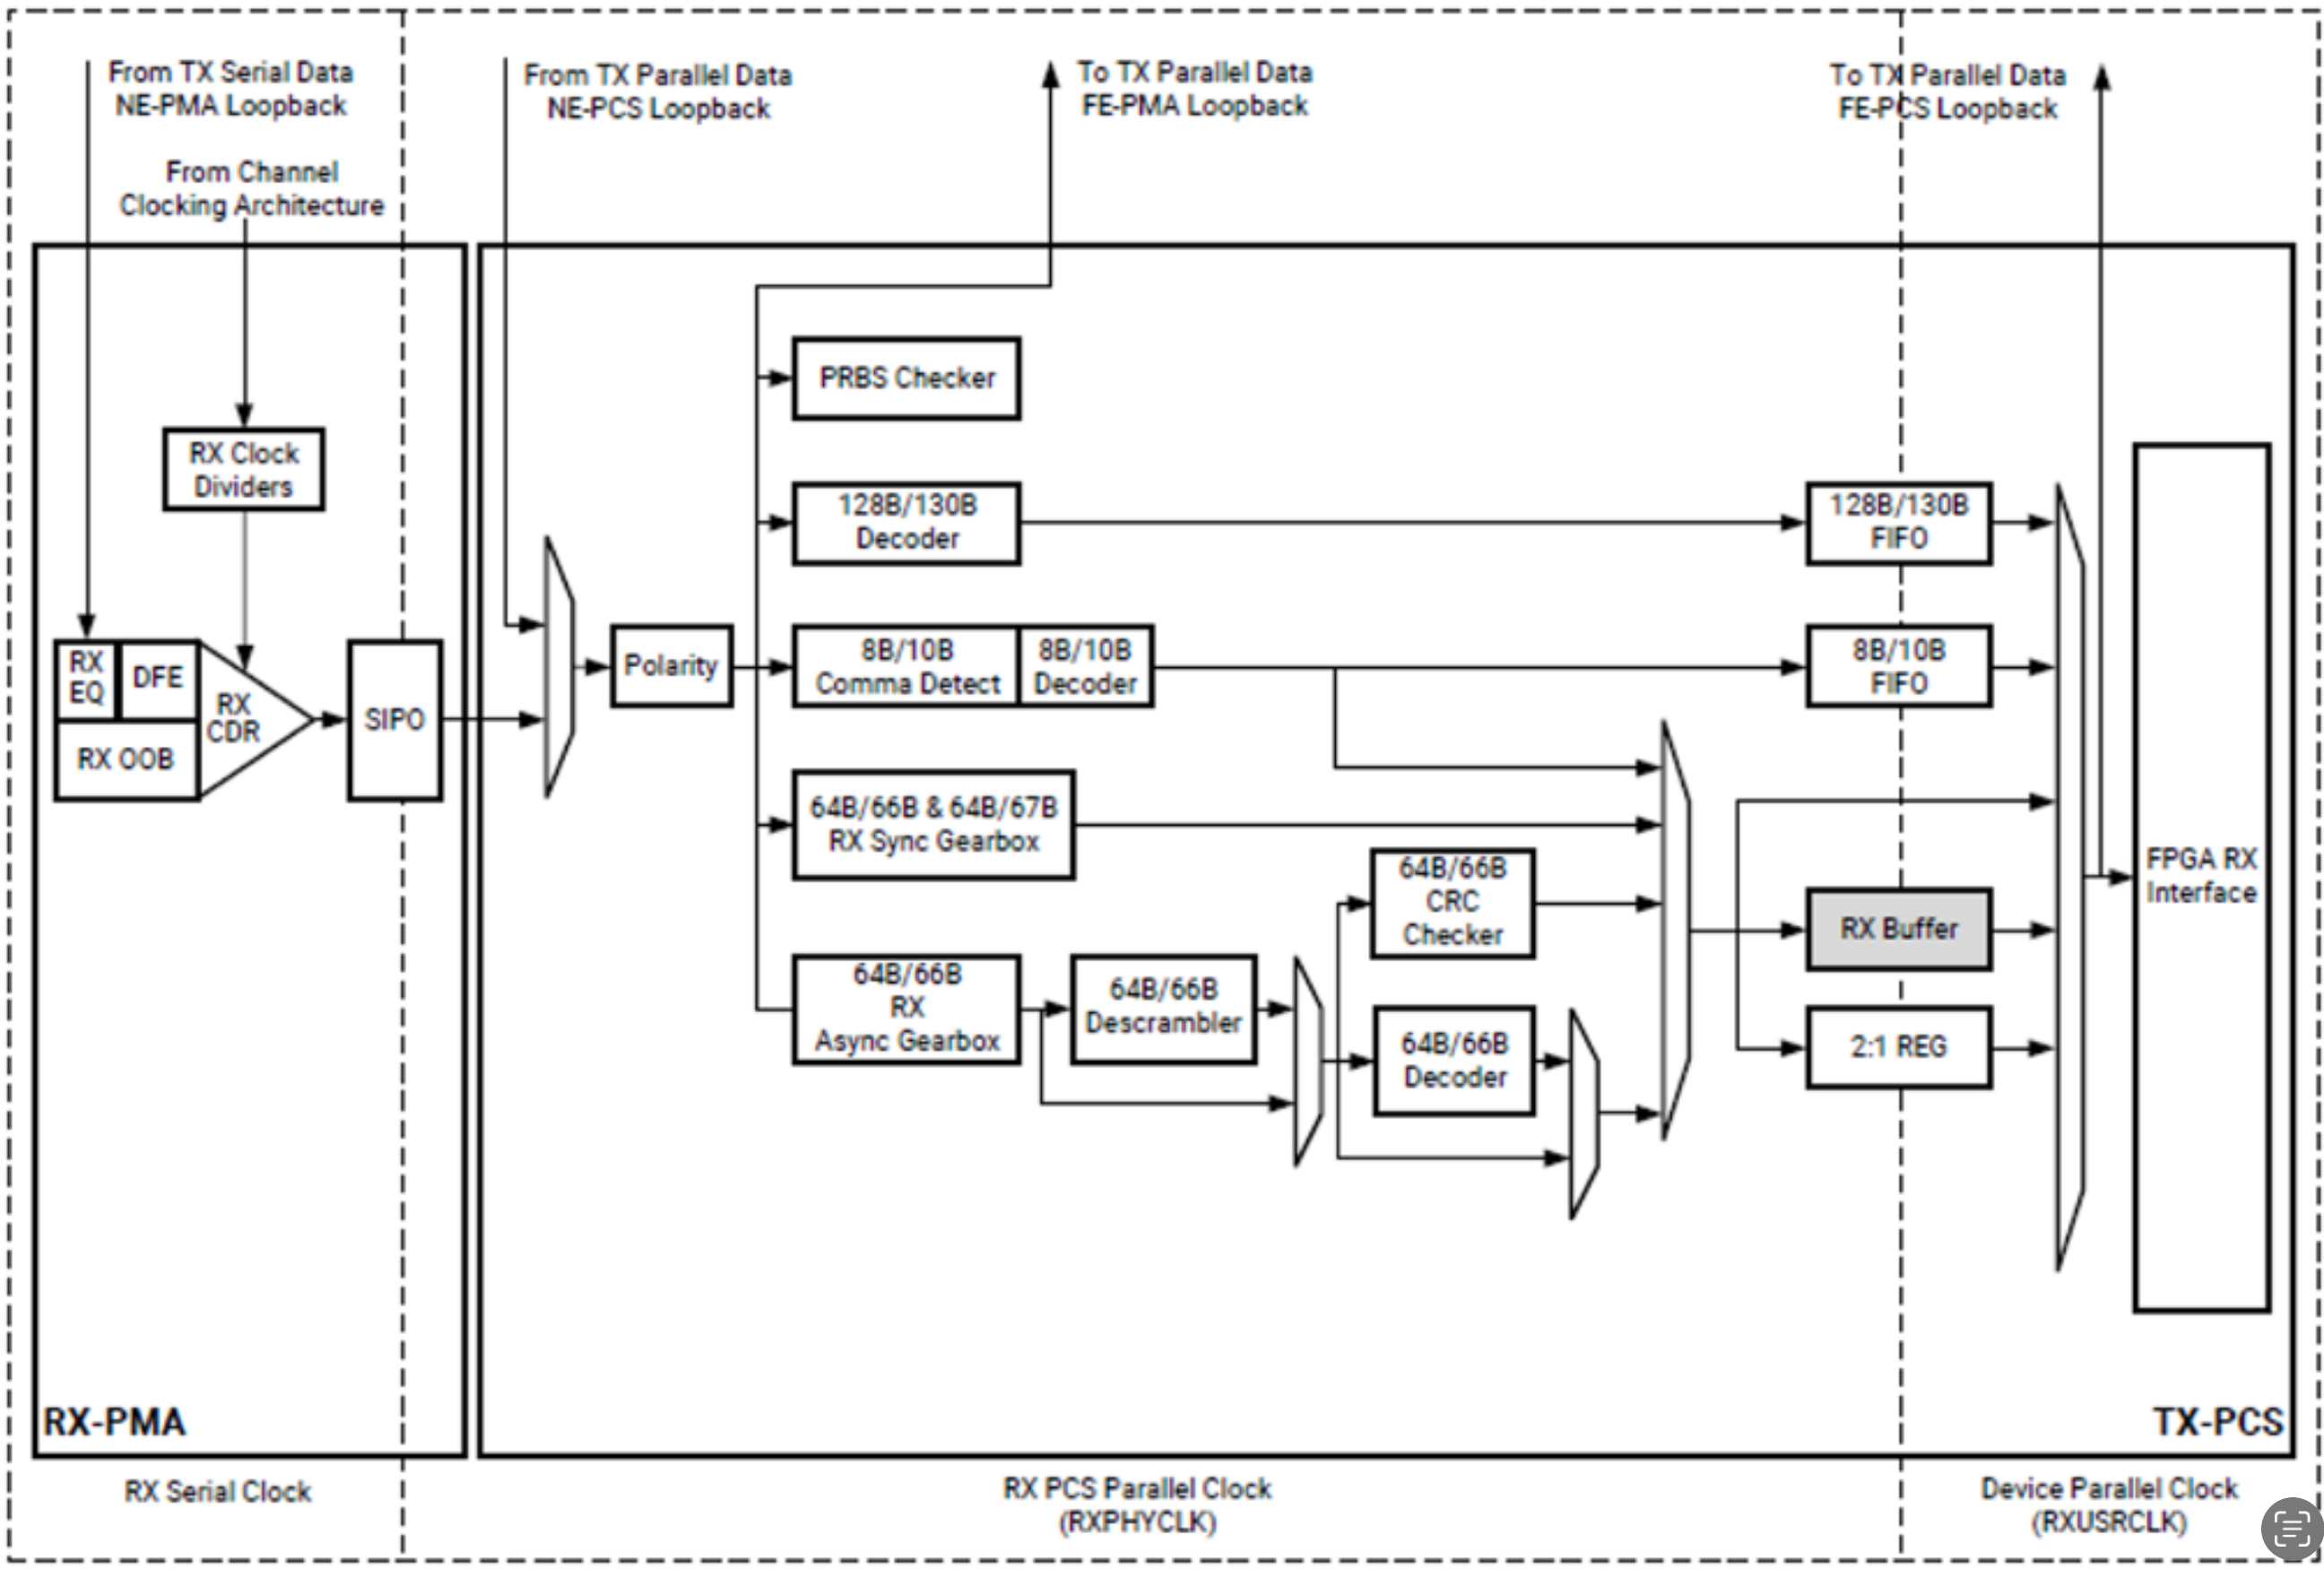 From TX Serial Data
NE-PMA Loopback
From TX Parallel Data
NE-PCS Loopback
To TX Parallel Data
FE-PMA Loopback
To TX Parallel Data
FE-PCS Loopback
From Channel
Clocking Architecture
PRBS Checker
RX Clock
Dividers
128B/130B
Decoder
128B/130B
FIFO
RX
EQ
DFE
RX
CDR
RX OOB
SIPO
Polarity
8B/10B
Comma Detect
8B/10B
Decoder
8B/10B
FIFO
64B/66B & 64B/67B
RX Sync Gearbox
64B/66B
CRC
Checker
FPGA RX
Interface
RX Buffer
64B/66B
RX
Async Gearbox
64B/66B
Descrambler
64B/66B
Decoder
2:1 REG
RX-PMA
TX-PCS
RX Serial Clock
RX PCS Parallel Clock
(RXPHYCLK)
Device Parallel Clock
(RXUSRCLK)